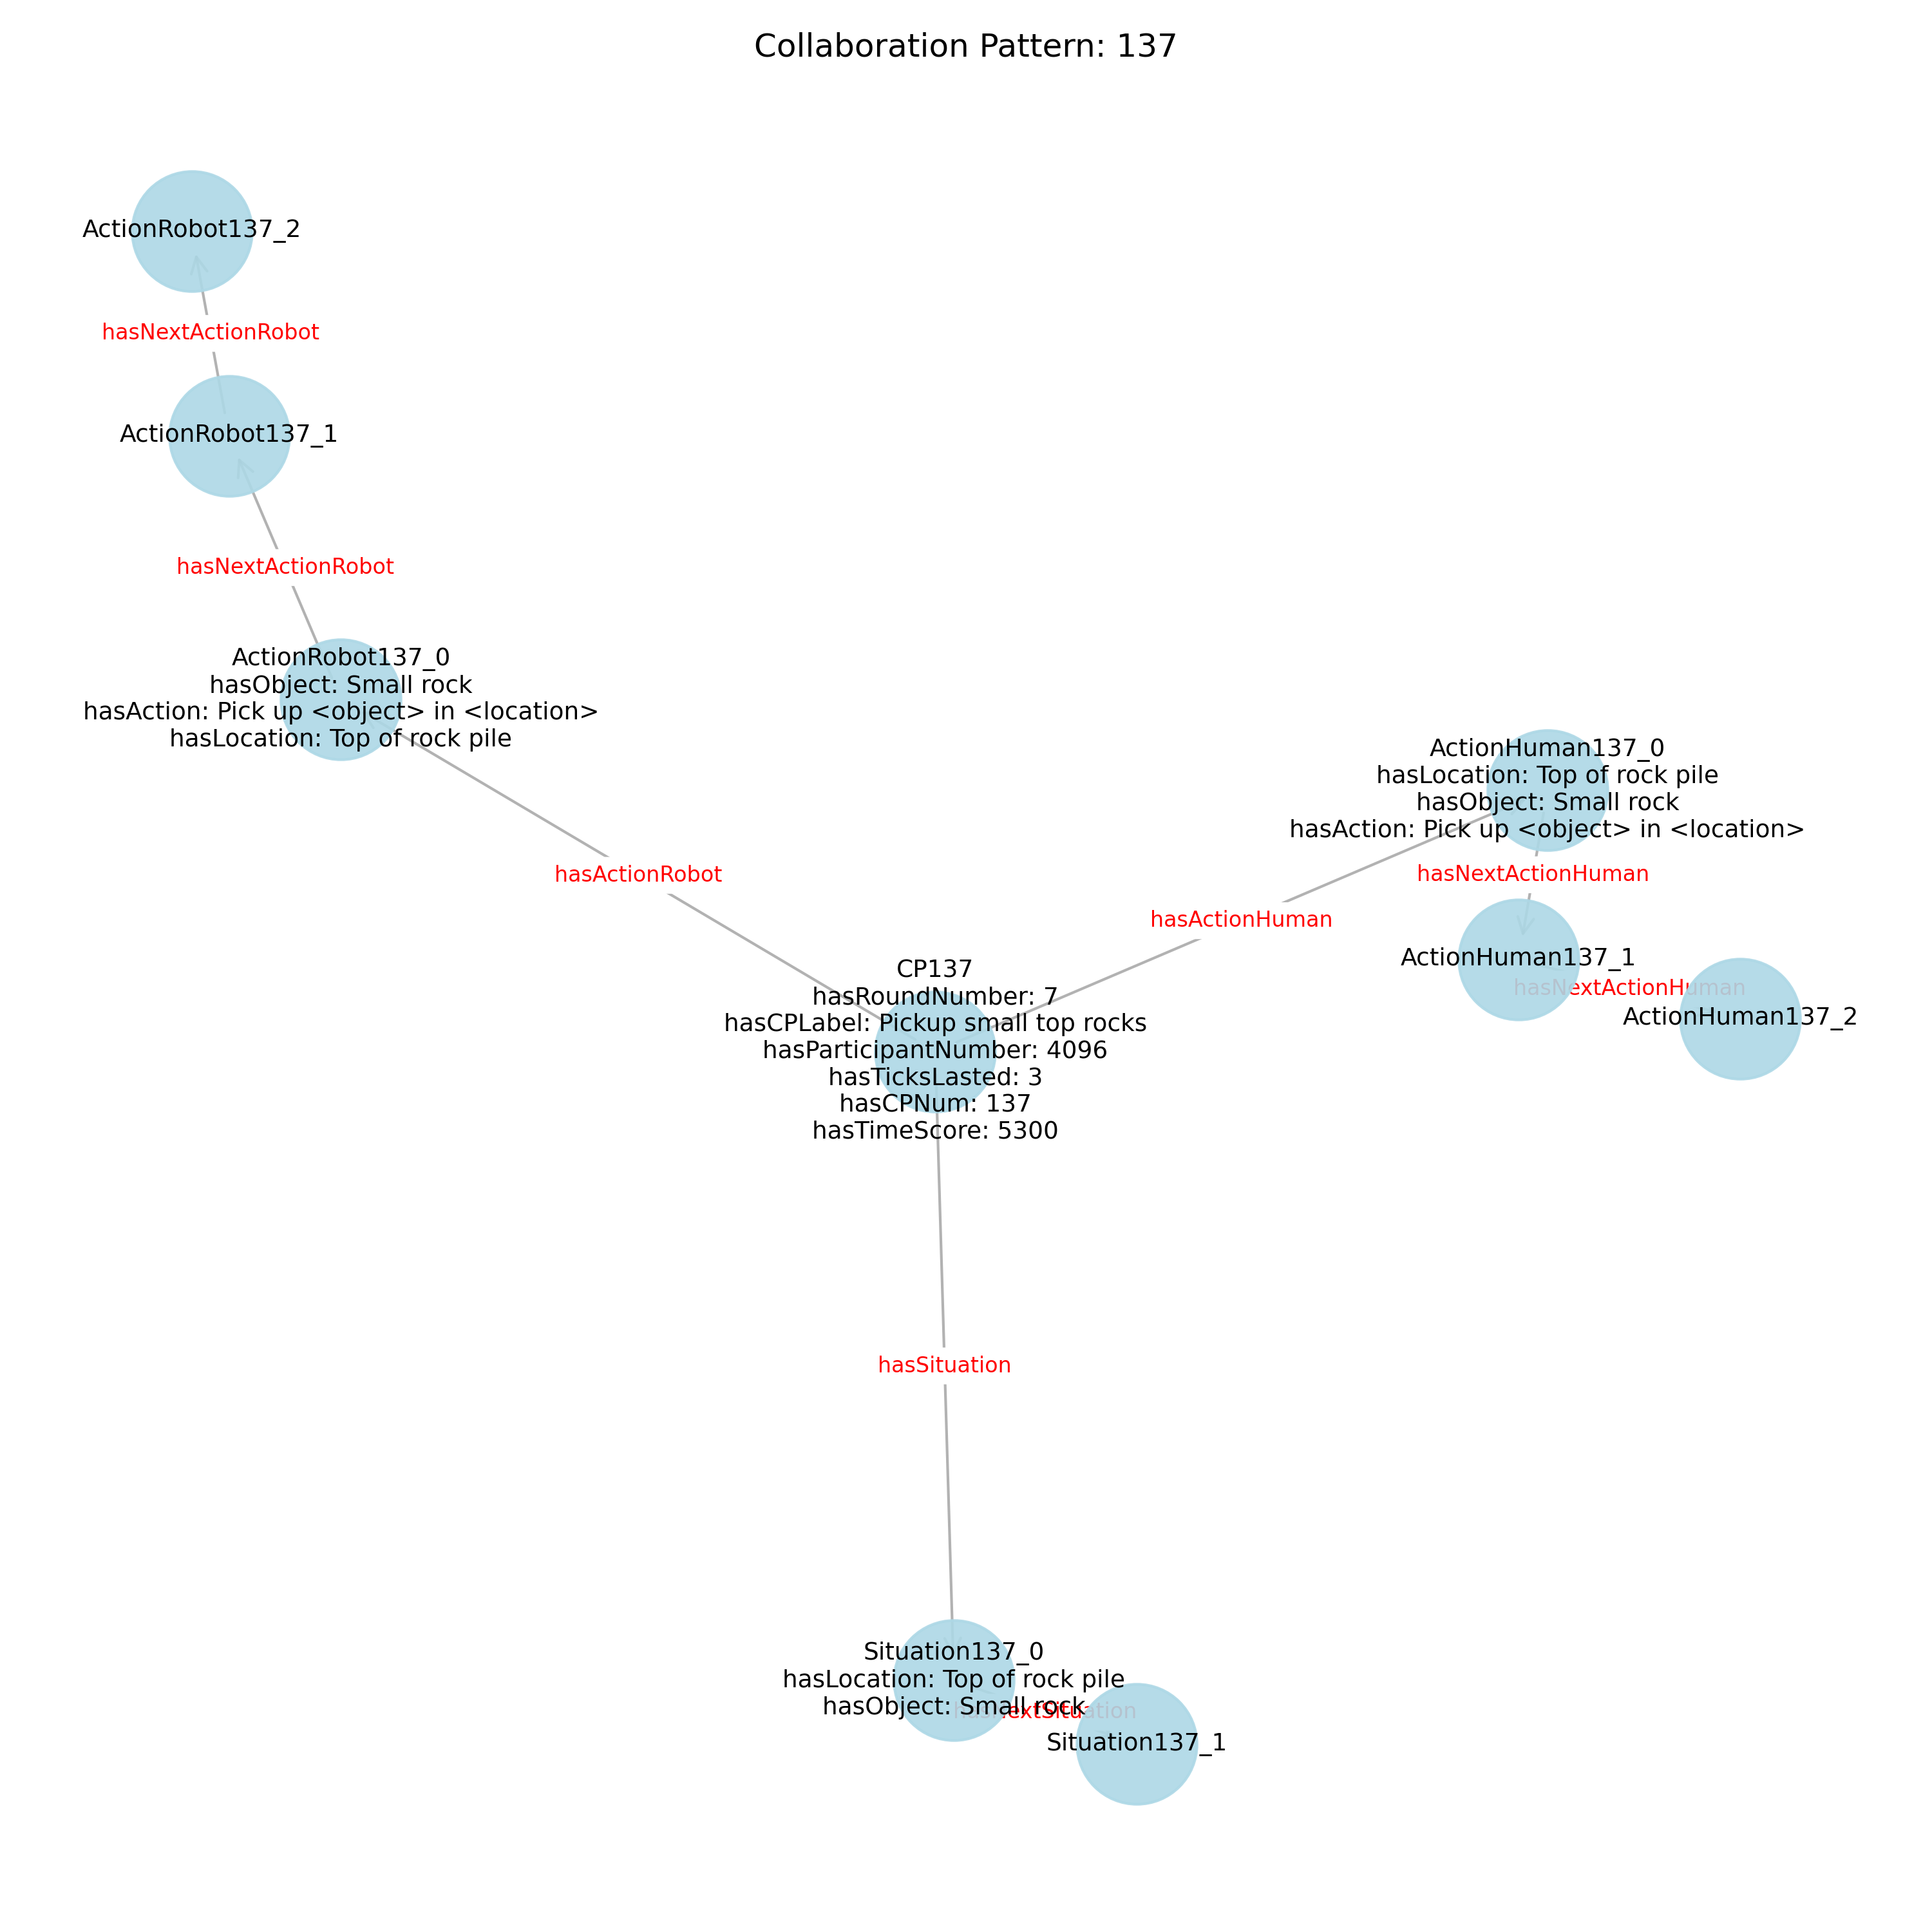 Collaboration Pattern: 137
ActionRobot137_2
hasNextActionRobot
ActionRobot137_1
hasNextActionRobot
ActionRobot137_0
hasObject: Small rock
hasAction: Pick up <object> in <location>
hasLocation: Top of rock pile
ActionHuman137_0
hasLocation: Top of rock pile
hasObject: Small rock
hasAction: Pick up <object> in <location>
hasActionRobot
hasNextActionHuman
hasActionHuman
ActionHuman137_1
hasNextActionHuman
ActionHuman137_2
CP137
hasRoundNumber: 7
hasCPLabel: Pickup small top rocks
hasParticipantNumber: 4096
hasTicksLasted: 3
hasCPNum: 137
hasTimeScore: 5300
hasSituation
Situation137_0
hasLocation: Top of rock pile
hasObject: Small rock
hasNextSituation
Situation137_1